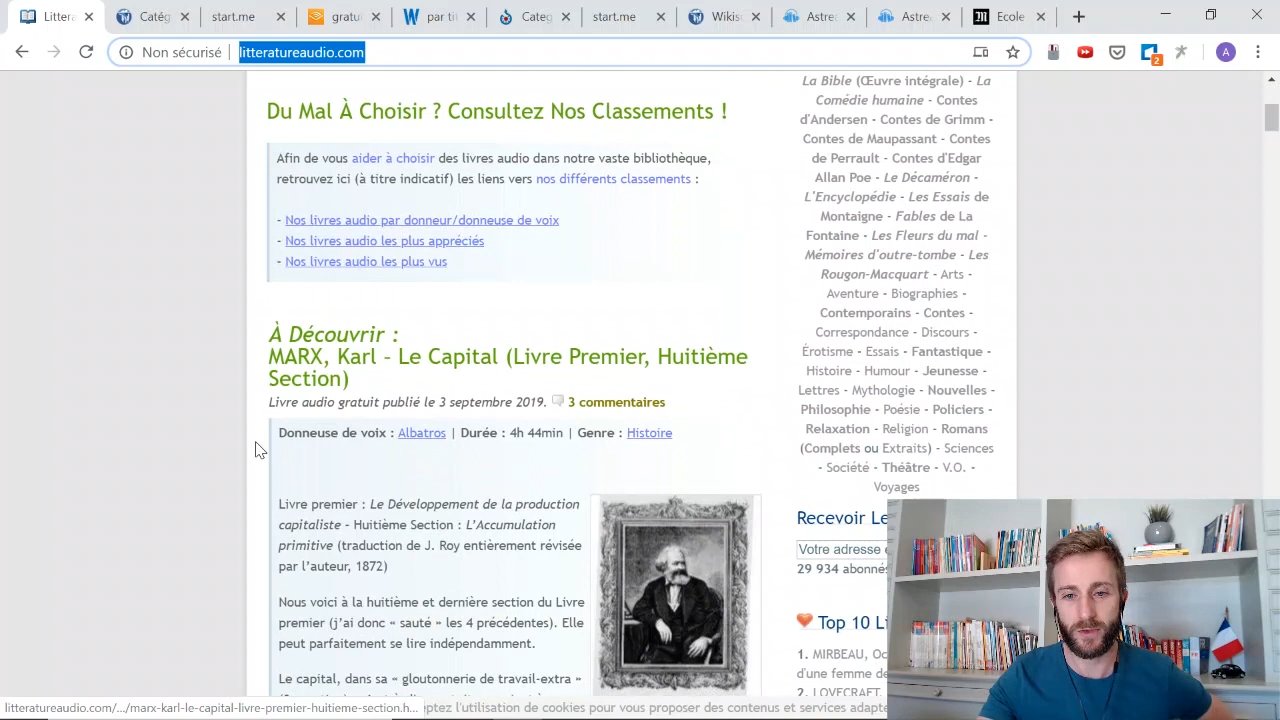 Littera
Catég
start.me
gratu
par tit
Categ
start.me
Wikis
Astre
Astre
Ecole
Non sécurisé
litteratureaudio.com
2
A
Du Mal À Choisir ? Consultez Nos Classements !
Afin de vous aider à choisir des livres audio dans notre vaste bibliothèque,
retrouvez ici (à titre indicatif) les liens vers nos différents classements :
- Nos livres audio par donneur/donneuse de voix
- Nos livres audio les plus appréciés
- Nos livres audio les plus vus
À Découvrir :
MARX, Karl – Le Capital (Livre Premier, Huitième
Section)
Livre audio gratuit publié le 3 septembre 2019. 3 commentaires
Donneuse de voix : Albatros | Durée : 4h 44min | Genre : Histoire
Livre premier : Le Développement de la production
capitaliste – Huitième Section : L'Accumulation
primitive (traduction de J. Roy entièrement révisée
par l'auteur, 1872)
Nous voici à la huitième et dernière section du Livre
premier (j'ai donc « sauté » les 4 précédentes). Elle
peut parfaitement se lire indépendamment.
Le capital, dans sa « gloutonnerie de travail-extra »
La Bible (Œuvre intégrale) - La
Comédie humaine - Contes
d'Andersen - Contes de Grimm -
Contes de Maupassant - Contes
de Perrault - Contes d'Edgar
Allan Poe - Le Décaméron -
L'Encyclopédie - Les Essais de
Montaigne - Fables de La
Fontaine - Les Fleurs du mal -
Mémoires d'outre-tombe - Les
Rougon-Macquart - Arts -
Aventure - Biographies -
Contemporains - Contes -
Correspondance - Discours -
Érotisme - Essais - Fantastique -
Histoire - Humour - Jeunesse -
Lettres - Mythologie - Nouvelles -
Philosophie - Poésie - Policiers -
Relaxation - Religion - Romans
(Complets ou Extraits) - Sciences
- Société - Théâtre - V.O. -
Voyages
Recevoir Le
Votre adresse e
29 934 abonnés
Top 10 Li
1. MIRBEAU, Oc
d'une femme de
2. LOVECRAFT,
litteratureaudio.com/.../marx-karl-le-capital-livre-premier-huitieme-section.h...
ptez l'utilisation de cookies pour vous proposer des contenus et services adapté